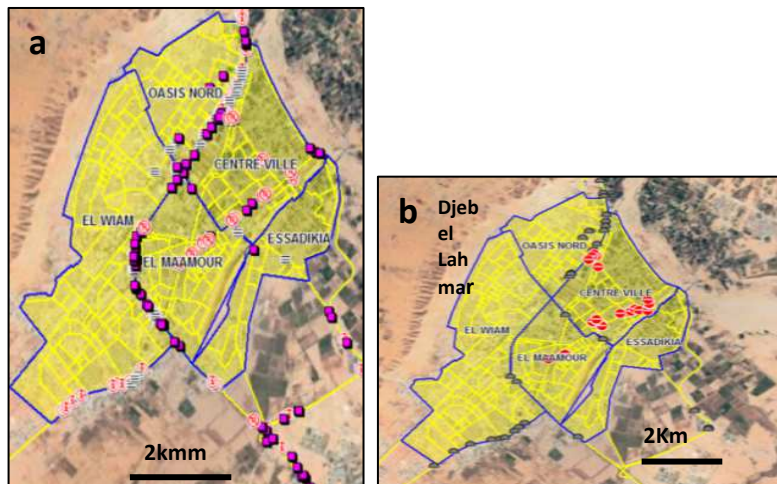 a
OASIS NORD
CENTRE VILLE
EL WIAM
ESSADIKIA
EL MAAMOUR
2kmm
b
Djeb
el
Lah
mar
OASIS NORD
CENTRE VILLE
EL WIAM
ESSADIKIA
EL MAAMOUR
2Km